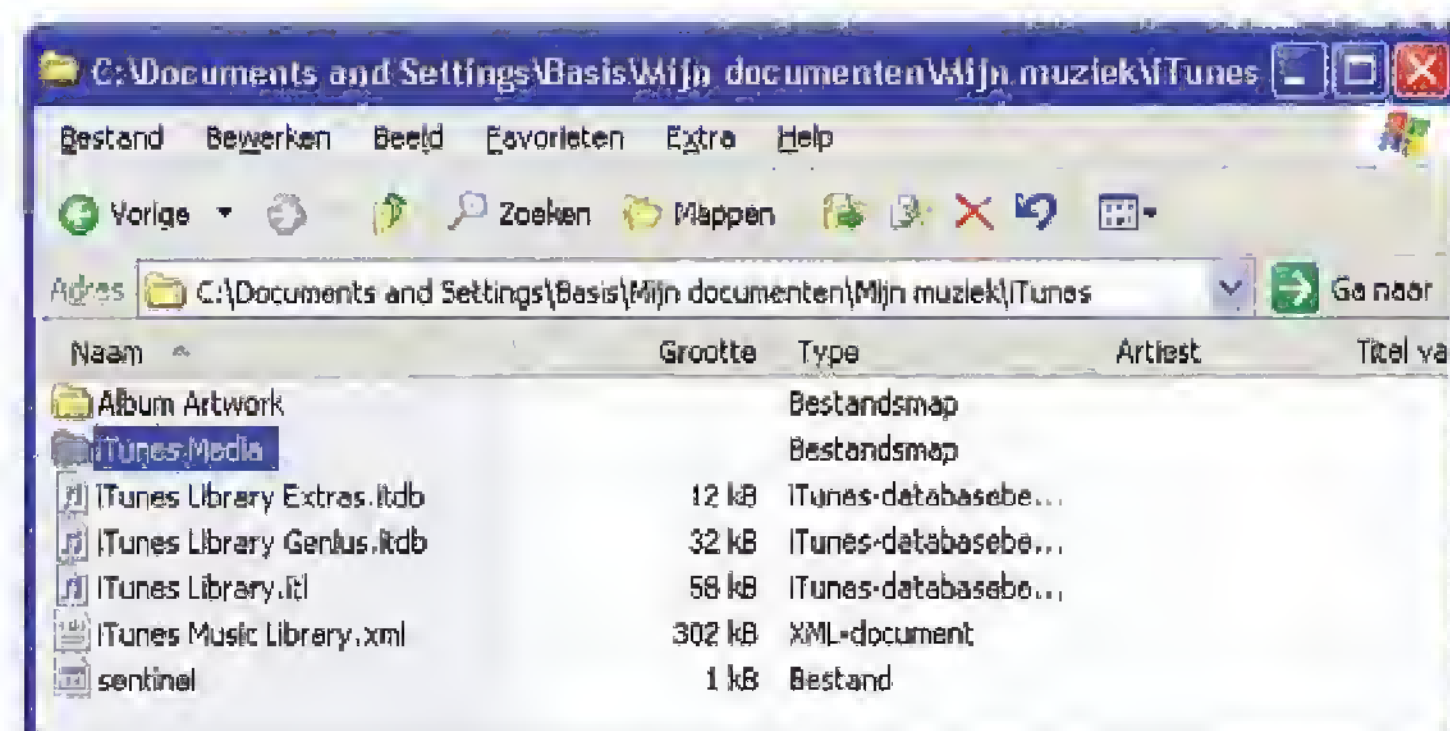 C:\Documents and Settings\Basis\Mijn documenten\Mijn muziek\iTunes
Bestand Bewerken Beeld Favorieten Extra Help
Vorige Zoeken Mappen
Adres C:\Documents and Settings\Basis\Mijn documenten\Mijn muziek\iTunes Ga naar
Naam Grootte Type Artiest Titel va
Album Artwork Bestandsmap
iTunes Media Bestandsmap
iTunes Library Extras.itdb 12 kB iTunes-databasebe...
iTunes Library Genius.itdb 32 kB iTunes-databasebe...
iTunes Library.itl 58 kB iTunes-databasebe...
iTunes Music Library.xml 302 kB XML-document
sentinel 1 kB Bestand